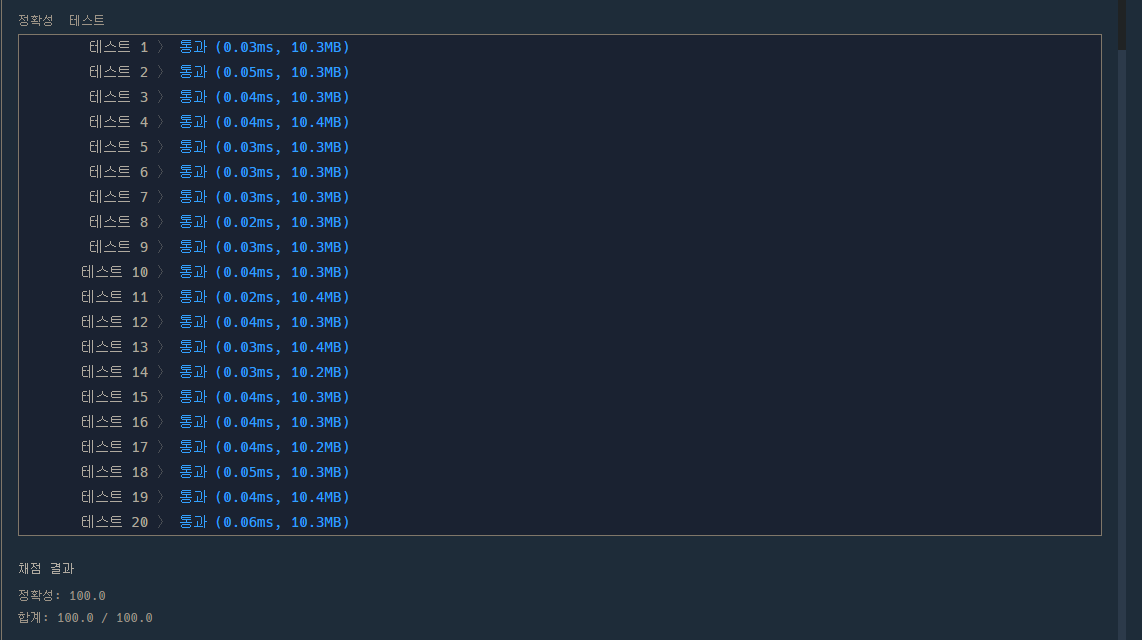 정확성 테스트
테스트 1 〉 통과 (0.03ms, 10.3MB)
테스트 2 〉 통과 (0.05ms, 10.3MB)
테스트 3 〉 통과 (0.04ms, 10.3MB)
테스트 4 〉 통과 (0.04ms, 10.4MB)
테스트 5 〉 통과 (0.03ms, 10.3MB)
테스트 6 〉 통과 (0.03ms, 10.3MB)
테스트 7 〉 통과 (0.03ms, 10.3MB)
테스트 8 〉 통과 (0.02ms, 10.3MB)
테스트 9 〉 통과 (0.03ms, 10.3MB)
테스트 10 〉 통과 (0.04ms, 10.3MB)
테스트 11 〉 통과 (0.02ms, 10.4MB)
테스트 12 〉 통과 (0.04ms, 10.3MB)
테스트 13 〉 통과 (0.03ms, 10.4MB)
테스트 14 〉 통과 (0.03ms, 10.2MB)
테스트 15 〉 통과 (0.04ms, 10.3MB)
테스트 16 〉 통과 (0.04ms, 10.3MB)
테스트 17 〉 통과 (0.04ms, 10.2MB)
테스트 18 〉 통과 (0.05ms, 10.3MB)
테스트 19 〉 통과 (0.04ms, 10.4MB)
테스트 20 〉 통과 (0.06ms, 10.3MB)
채점 결과
정확성: 100.0
합계: 100.0 / 100.0